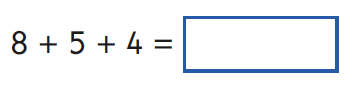 8 + 5 + 4 =